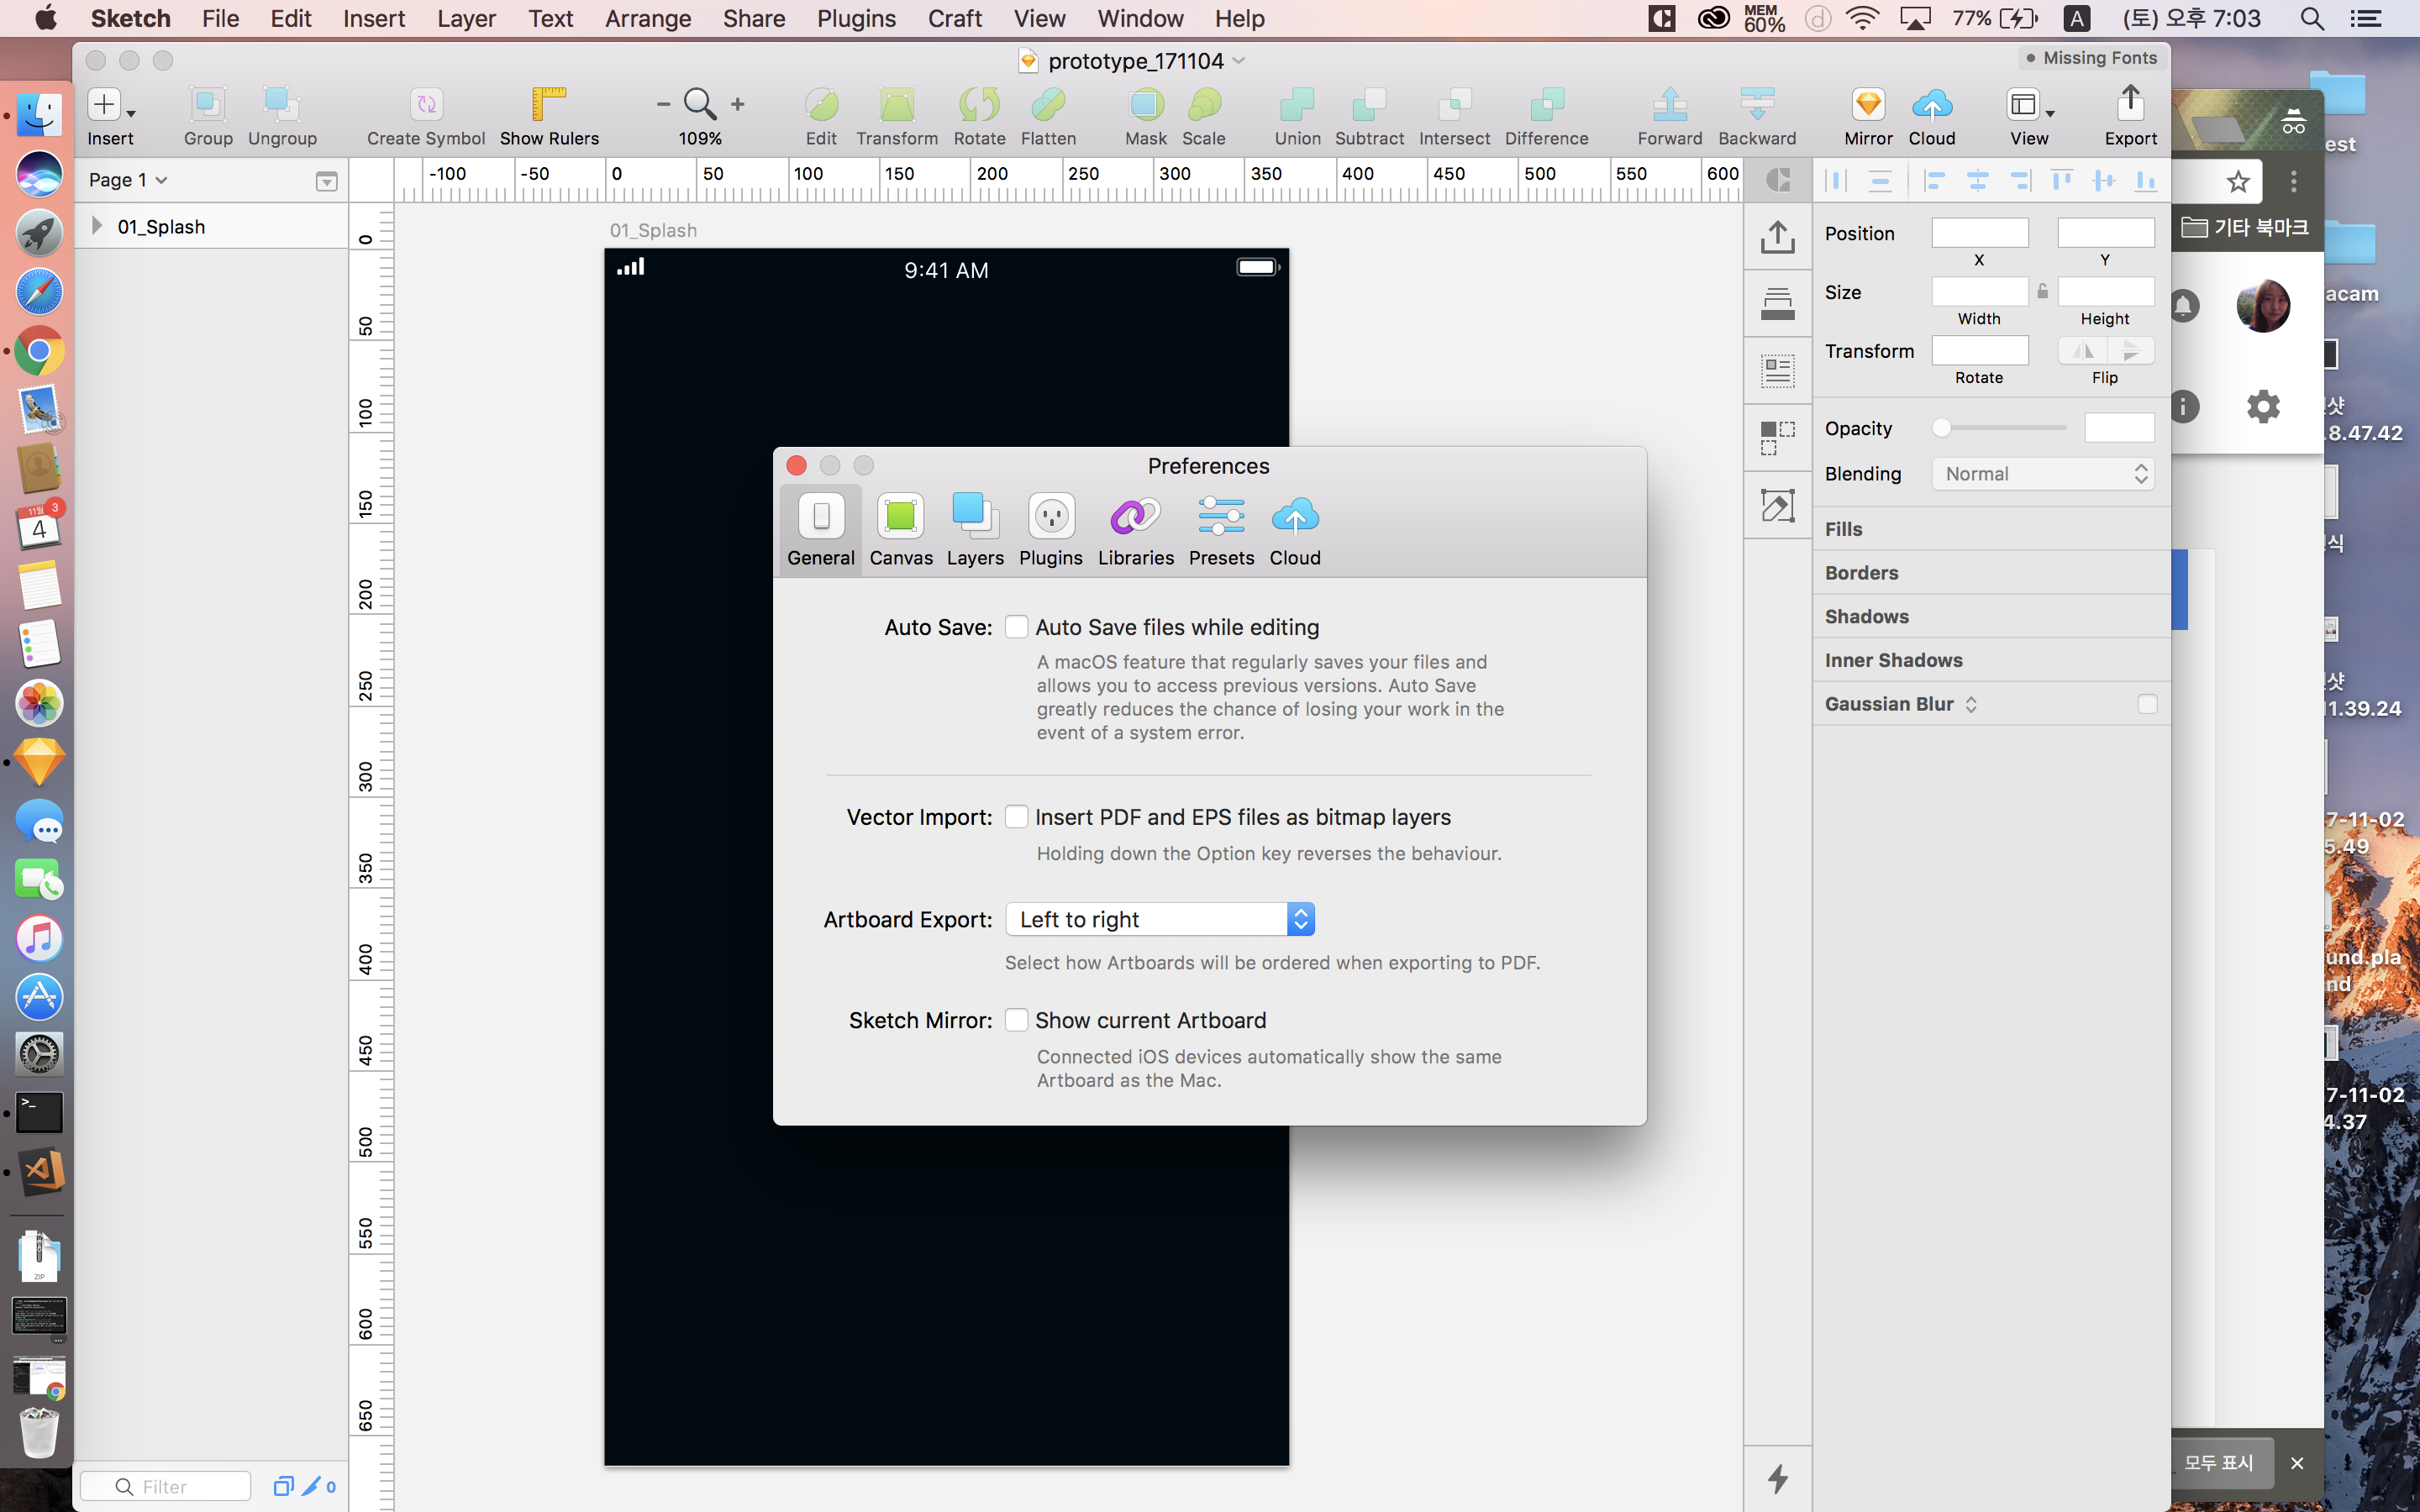 Sketch File Edit Insert Layer Text Arrange Share Plugins Craft View Window Help
MEM 60% 77% A (토) 오후 7:03
prototype_171104
Missing Fonts
Insert Group Ungroup Create Symbol Show Rulers 109% Edit Transform Rotate Flatten Mask Scale Union Subtract Intersect Difference Forward Backward Mirror Cloud View Export
Page 1
01_Splash
-100 -50 0 50 100 150 200 250 300 350 400 450 500 550 600
0
50
100
150
200
250
300
350
400
450
500
550
600
650
01_Splash
9:41 AM
Preferences
General Canvas Layers Plugins Libraries Presets Cloud
Auto Save: Auto Save files while editing
A macOS feature that regularly saves your files and
allows you to access previous versions. Auto Save
greatly reduces the chance of losing your work in the
event of a system error.
Vector Import: Insert PDF and EPS files as bitmap layers
Holding down the Option key reverses the behaviour.
Artboard Export: Left to right
Select how Artboards will be ordered when exporting to PDF.
Sketch Mirror: Show current Artboard
Connected iOS devices automatically show the same
Artboard as the Mac.
Position
X Y
Size
Width Height
Transform
Rotate Flip
Opacity
Blending Normal
Fills
Borders
Shadows
Inner Shadows
Gaussian Blur
기타 북마크
est
acam
샷
.8.47.42
식
샷
1.39.24
7-11-02
5.49
und.pla
nd
7-11-02
4.37
모두 표시
11월
3
4
ZIP
Filter
0